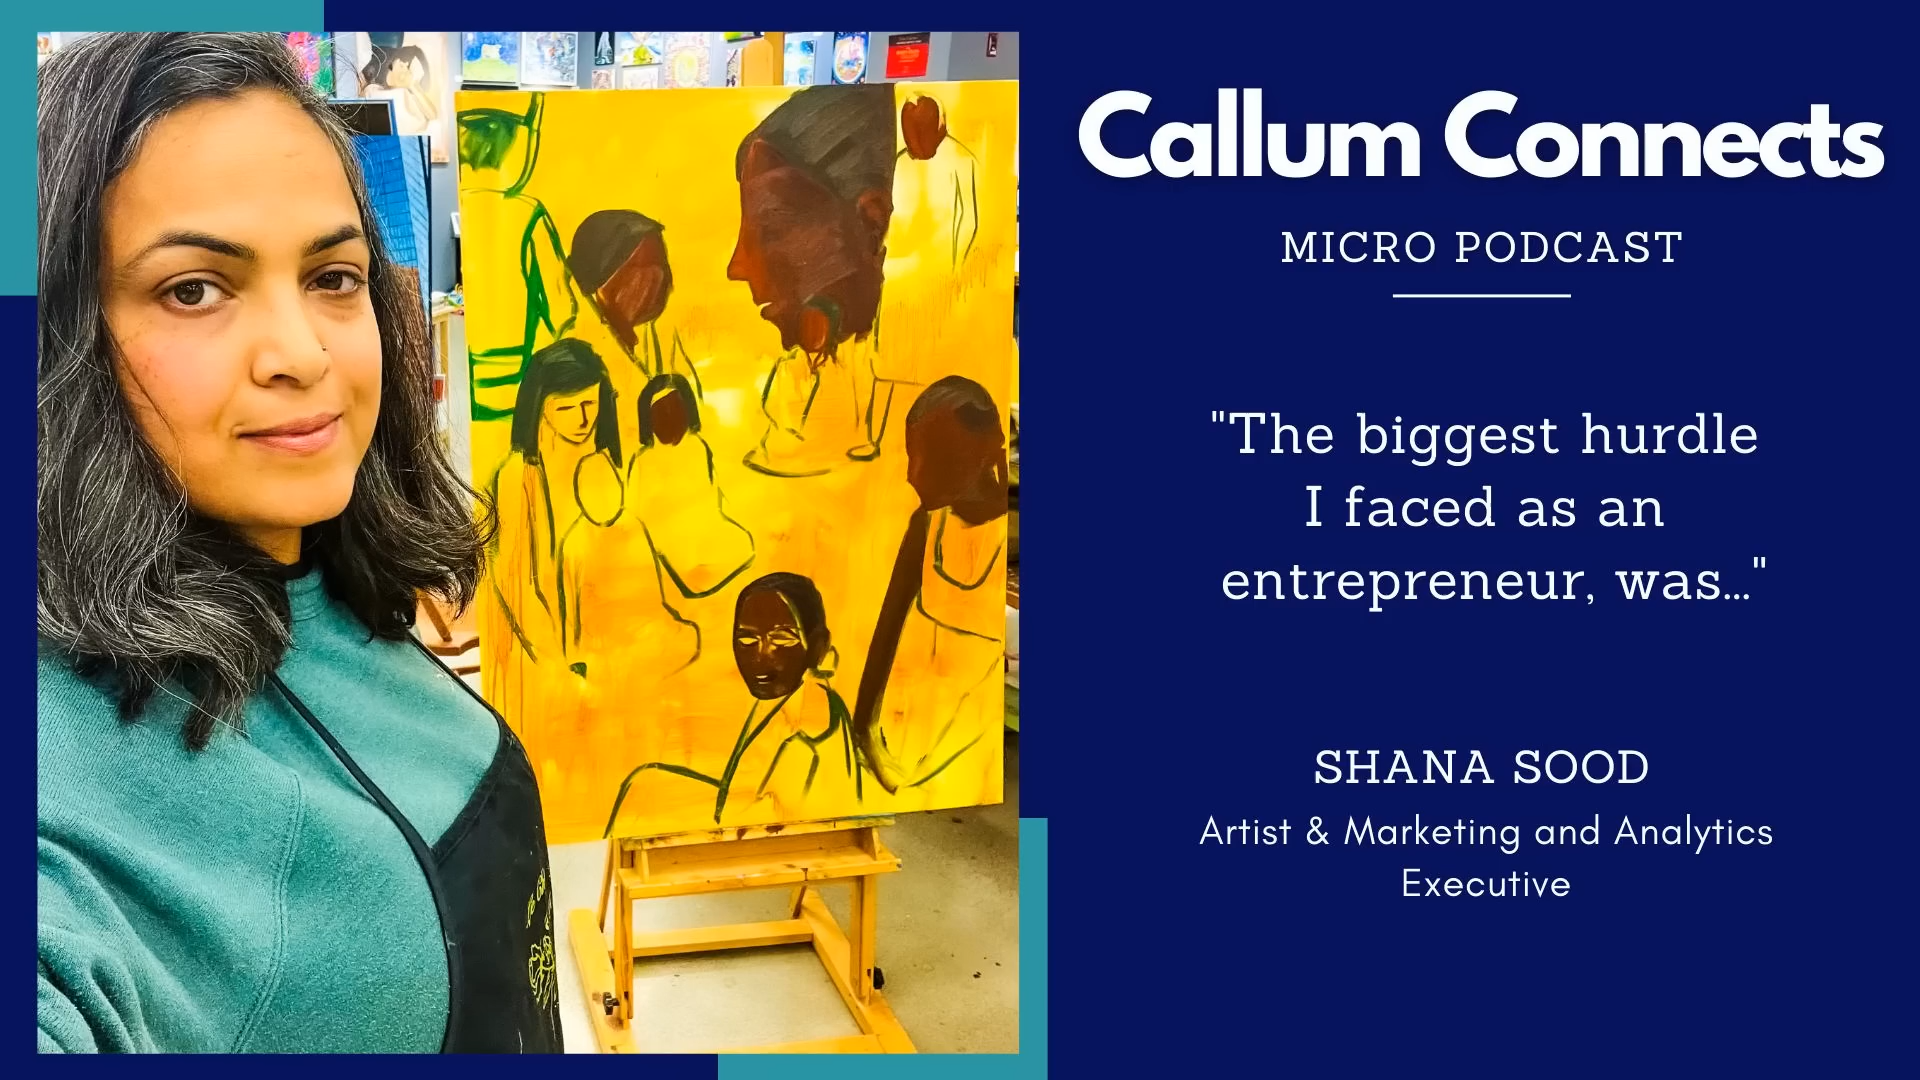 Callum Connects
MICRO PODCAST
"The biggest hurdle
I faced as an
entrepreneur, was..."
SHANA SOOD
Artist & Marketing and Analytics
Executive